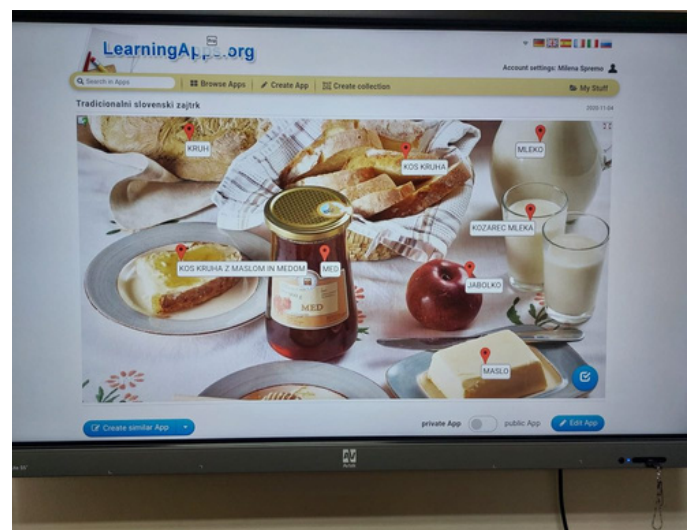 LearningApps.org
Account settings: Milena Spremo
Search in Apps
Browse Apps
Create App
Create collection
My Stuff
Tradicionalni slovenski zajtrk
2020-11-04
KRUH
KOS KRUHA
MLEKO
KOZAREC MLEKA
KOS KRUHA Z MASLOM IN MEDOM
MED
JABOLKO
MED
MASLO
Create similar App
private App
public App
Edit App